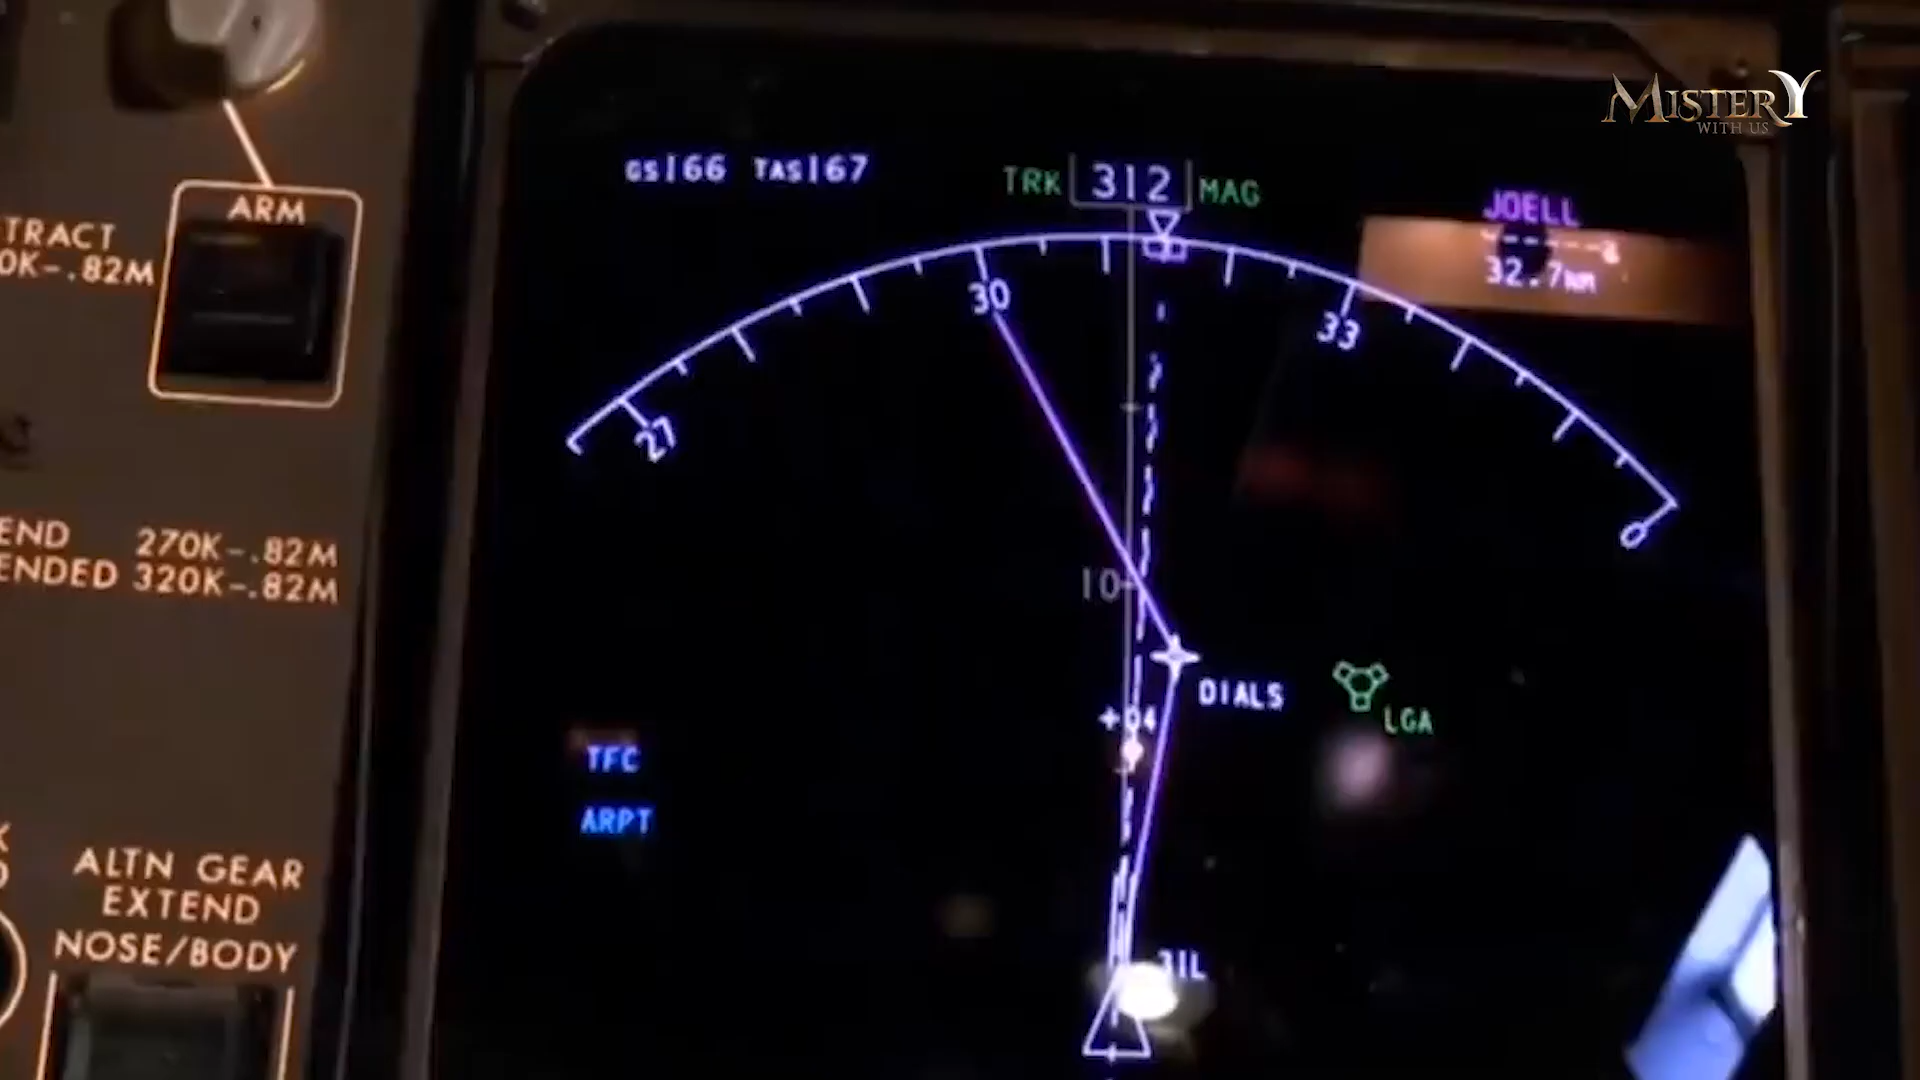 MISTERY
WITH US
GS166 TAS167
TRK 312 MAG
JOELL
32.7NM
ARM
TRACT
0K-.82M
30
33
27
0
END 270K-.82M
ENDED 320K-.82M
10
DIALS
+04
LGA
TFC
ARPT
ALTN GEAR
EXTEND
NOSE/BODY
31L